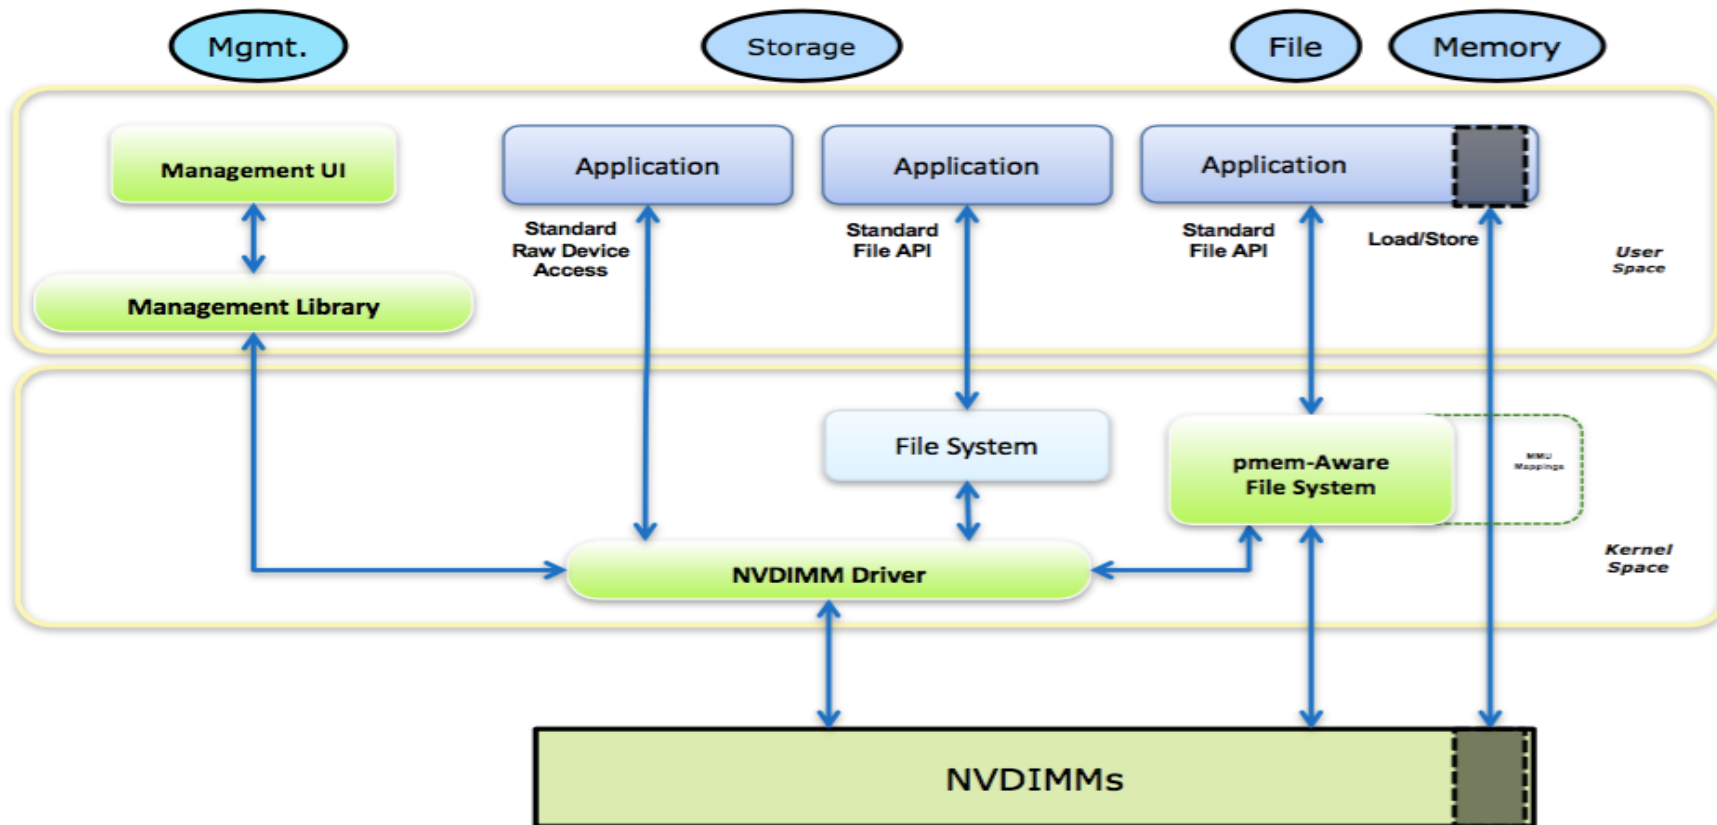 Mgmt.
Storage
File
Memory
Management UI
Application
Application
Application
Standard
Raw Device
Access
Standard
File API
Standard
File API
Load/Store
User
Space
Management Library
File System
pmem-Aware
File System
MMU
Mappings
Kernel
Space
NVDIMM Driver
NVDIMMs